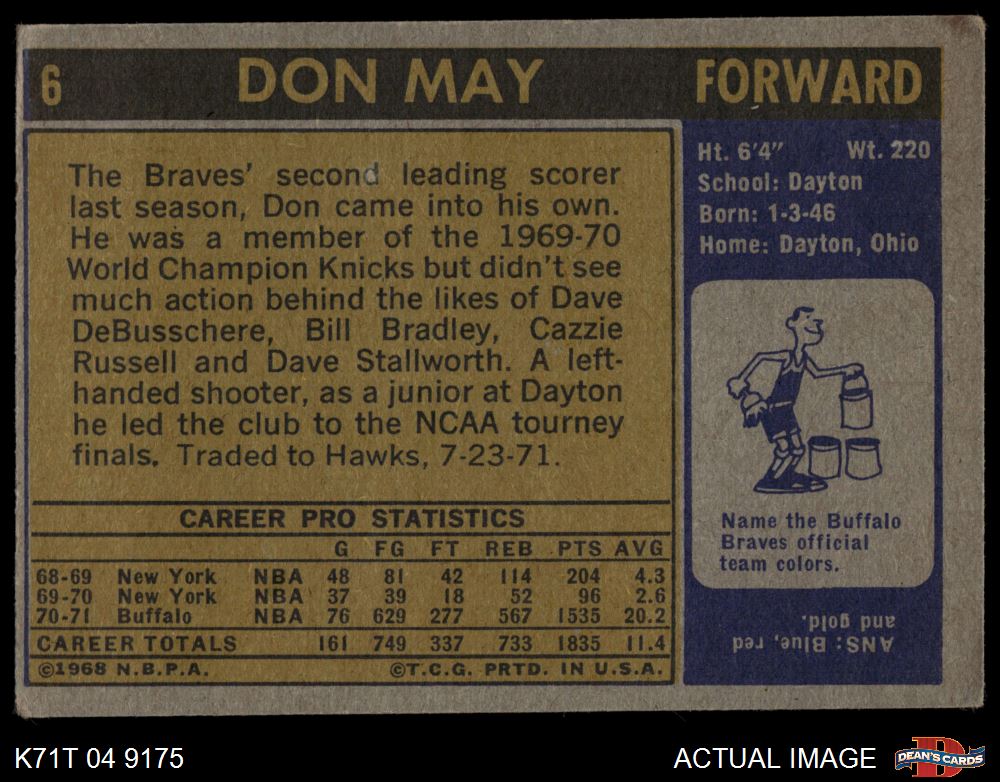 6 DON MAY FORWARD
The Braves' second leading scorer
last season, Don came into his own.
He was a member of the 1969-70
World Champion Knicks but didn't see
much action behind the likes of Dave
DeBusschere, Bill Bradley, Cazzie
Russell and Dave Stallworth. A left-
handed shooter, as a junior at Dayton
he led the club to the NCAA tourney
finals. Traded to Hawks, 7-23-71.
CAREER PRO STATISTICS
G FG FT REB PTS AVG
68-69 New York NBA 48 81 42 114 204 4.3
69-70 New York NBA 37 39 18 52 96 2.6
70-71 Buffalo NBA 76 629 277 567 1535 20.2
CAREER TOTALS 161 749 337 733 1835 11.4
©1968 N.B.P.A. ©T.C.G. PRTD. IN U.S.A.
Ht. 6'4" Wt. 220
School: Dayton
Born: 1-3-46
Home: Dayton, Ohio
Name the Buffalo
Braves official
team colors.
ANS: Blue, red
and gold.
K71T 04 9175
ACTUAL IMAGE
D
DEAN'S CARDS